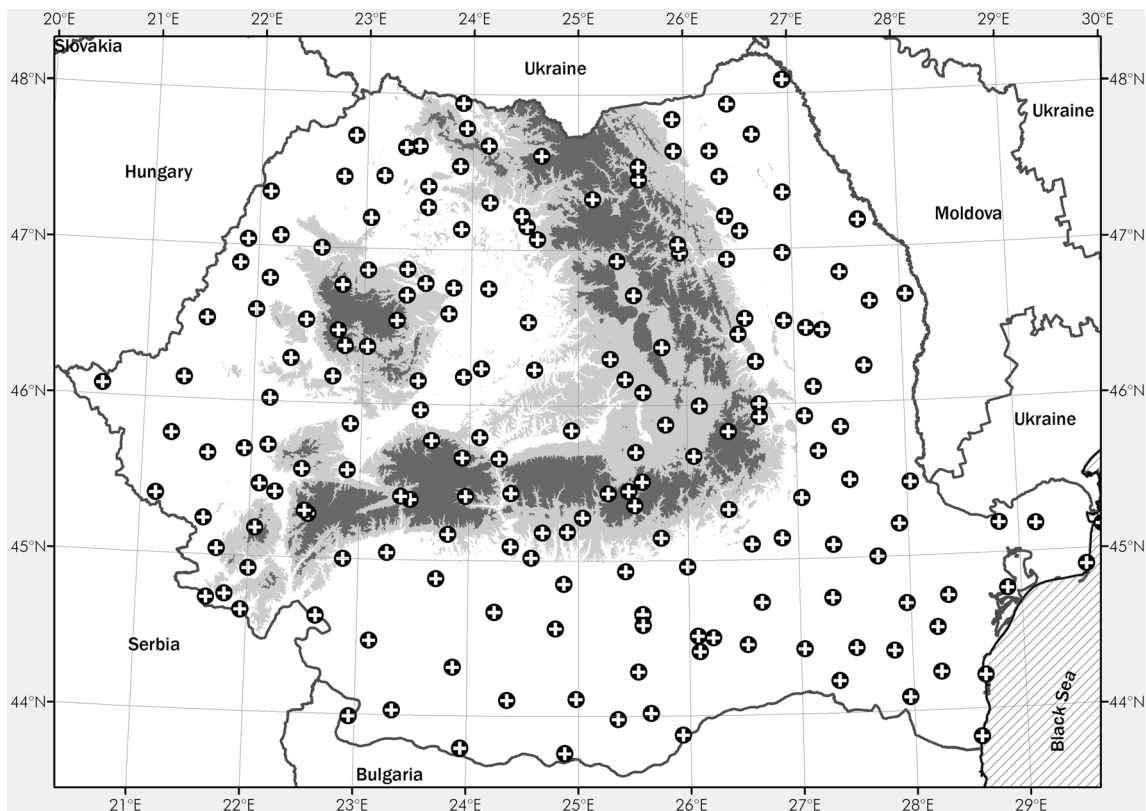 20°E 21°E 22°E 23°E 24°E 25°E 26°E 27°E 28°E 29°E 30°E
Slovakia
Ukraine
48°N 48°N
Ukraine
Hungary
Moldova
47°N 47°N
46°N 46°N
Ukraine
45°N 45°N
Serbia
44°N 44°N
Black Sea
Bulgaria
21°E 22°E 23°E 24°E 25°E 26°E 27°E 28°E 29°E